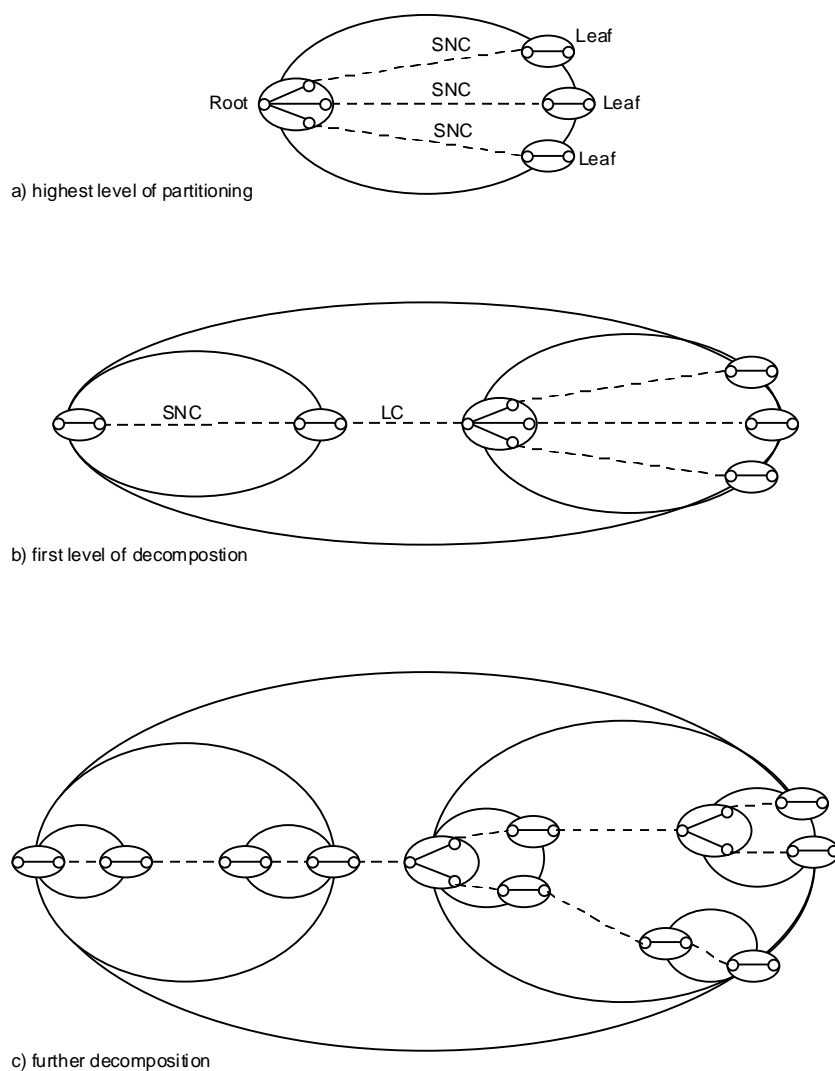 SNC
Leaf
Root
SNC
Leaf
SNC
Leaf
a) highest level of partitioning
SNC
LC
b) first level of decompostion
c) further decomposition